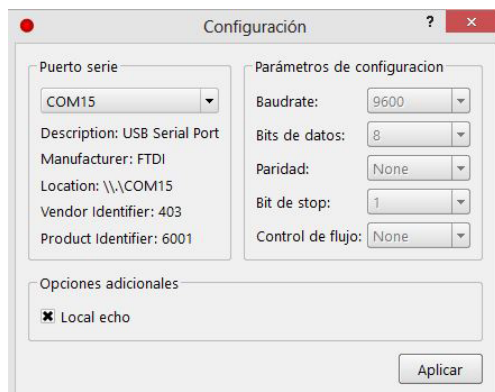 Configuración
?
×
Puerto serie
COM15
Description: USB Serial Port
Manufacturer: FTDI
Location: \\.\COM15
Vendor Identifier: 403
Product Identifier: 6001
Parámetros de configuracion
Baudrate: 9600
Bits de datos: 8
Paridad: None
Bit de stop: 1
Control de flujo: None
Opciones adicionales
Local echo
Aplicar